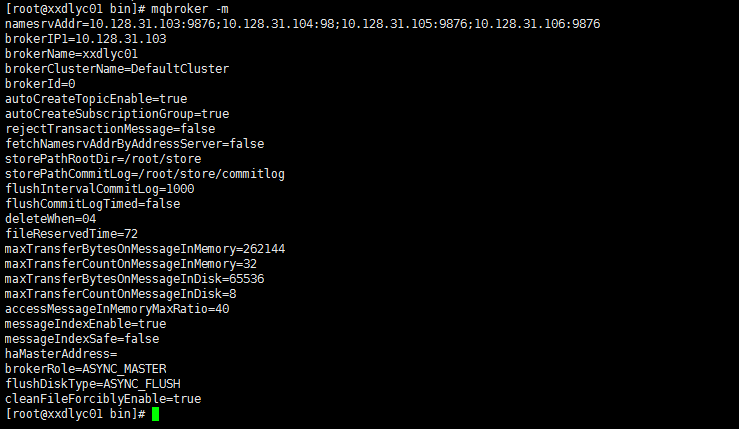 [root@xxdlyc01 bin]# mqbroker -m
namesrvAddr=10.128.31.103:9876;10.128.31.104:98;10.128.31.105:9876;10.128.31.106:9876
brokerIP1=10.128.31.103
brokerName=xxdlyc01
brokerClusterName=DefaultCluster
brokerId=0
autoCreateTopicEnable=true
autoCreateSubscriptionGroup=true
rejectTransactionMessage=false
fetchNamesrvAddrByAddressServer=false
storePathRootDir=/root/store
storePathCommitLog=/root/store/commitlog
flushIntervalCommitLog=1000
flushCommitLogTimed=false
deleteWhen=04
fileReservedTime=72
maxTransferBytesOnMessageInMemory=262144
maxTransferCountOnMessageInMemory=32
maxTransferBytesOnMessageInDisk=65536
maxTransferCountOnMessageInDisk=8
accessMessageInMemoryMaxRatio=40
messageIndexEnable=true
messageIndexSafe=false
haMasterAddress=
brokerRole=ASYNC_MASTER
flushDiskType=ASYNC_FLUSH
cleanFileForciblyEnable=true
[root@xxdlyc01 bin]#